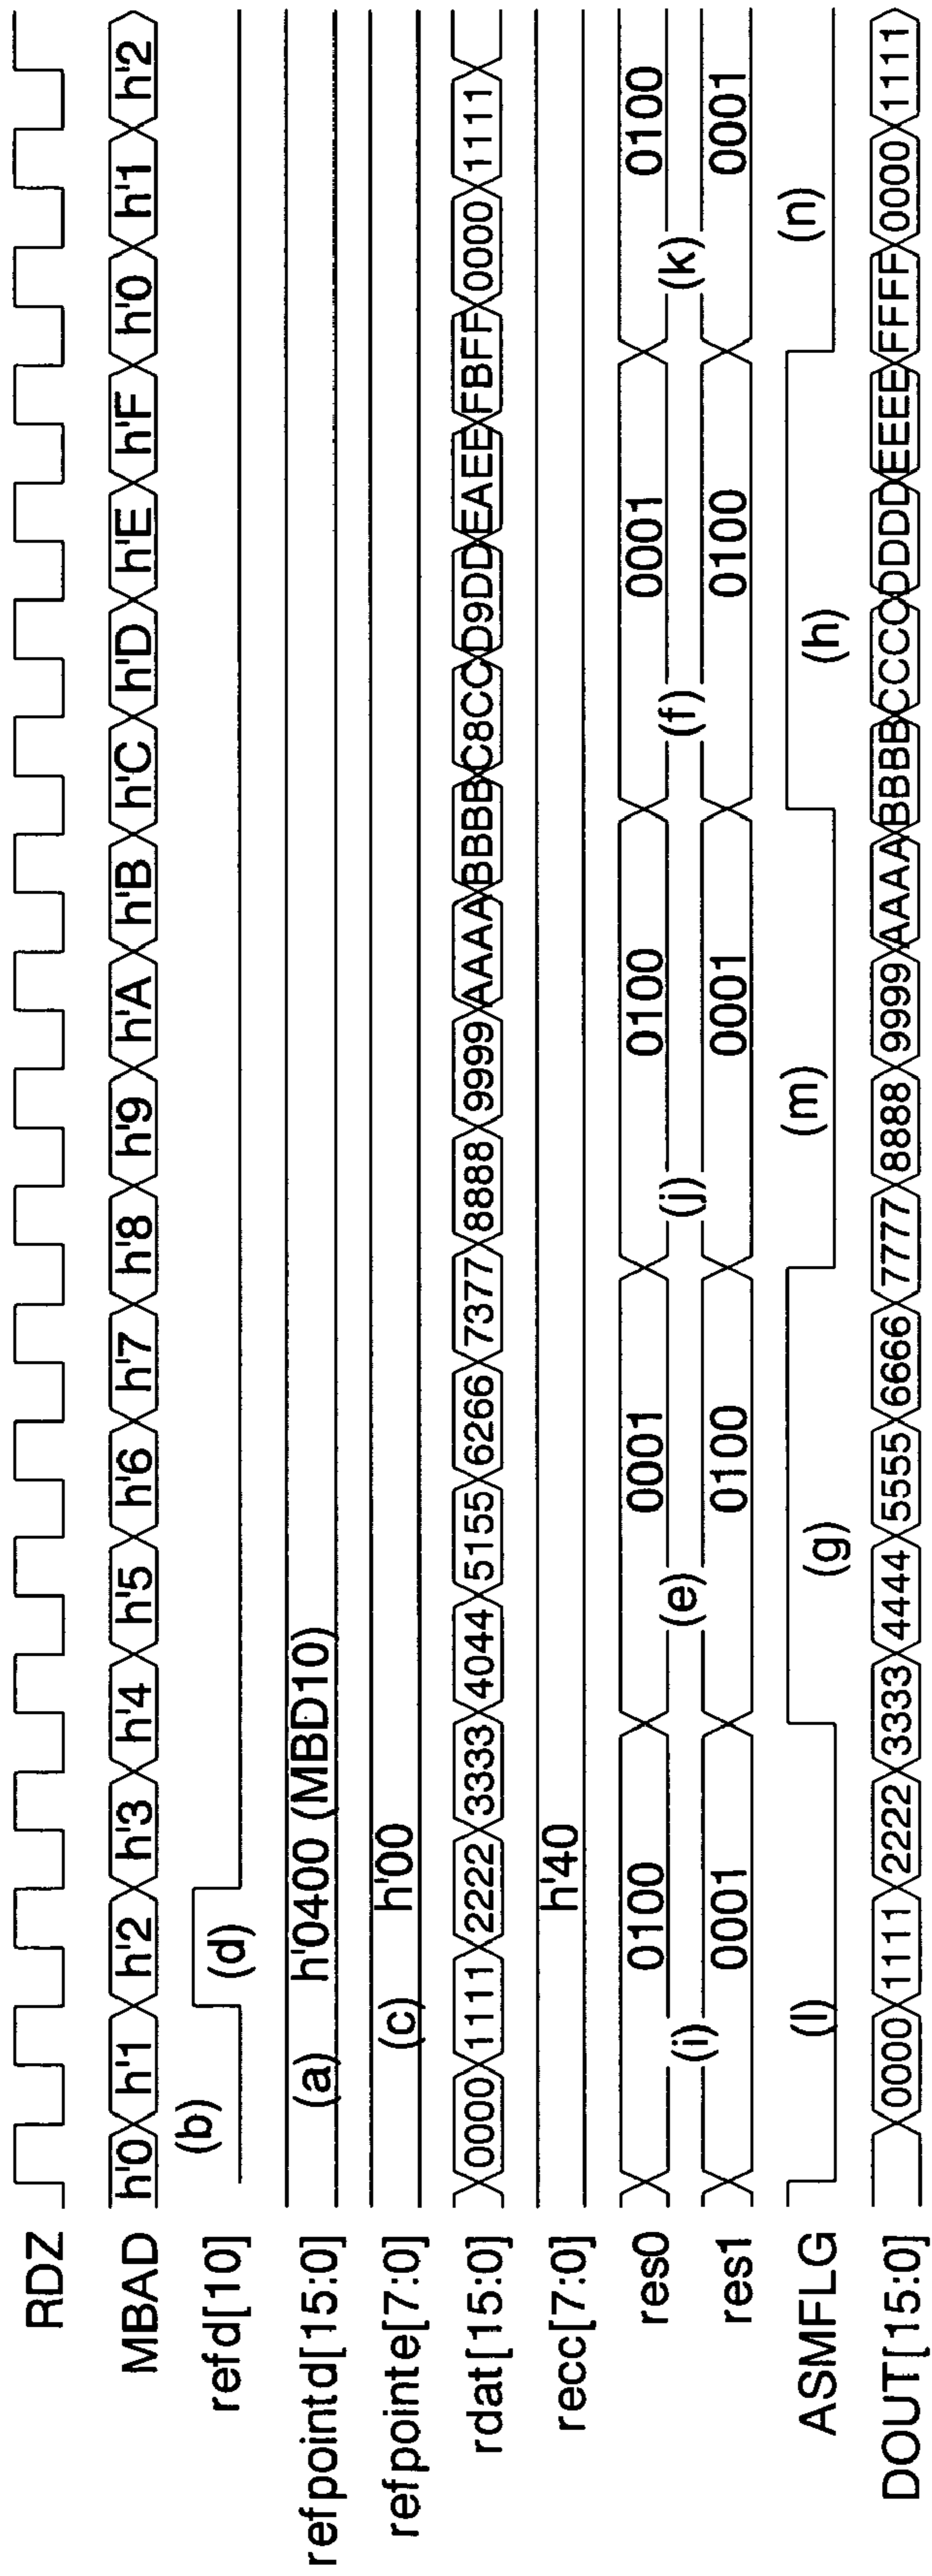 RDZ
MBAD h'0 h'1 h'2 h'3 h'4 h'5 h'6 h'7 h'8 h'9 h'A h'B h'C h'D h'E h'F h'0 h'1 h'2
refd[10] (b) (d)
refpointd[15:0] (a) h'0400 (MBD10)
refpointe[7:0] (c) h'00
rdat[15:0] 0000 1111 2222 3333 4044 5155 6266 7377 8888 9999 AAAA BBBB C8CC D9DD EAEE FBFF 0000 1111
recc[7:0] h'40
res0 0100 0001 0100 0001 0100
(i) (e) (j) (f) (k)
res1 0001 0100 0001 0100 0001
ASMFLG (l) (g) (m) (h) (n)
DOUT[15:0] 0000 1111 2222 3333 4444 5555 6666 7777 8888 9999 AAAA BBBB CCCC DDDD EEEE FFFF 0000 1111